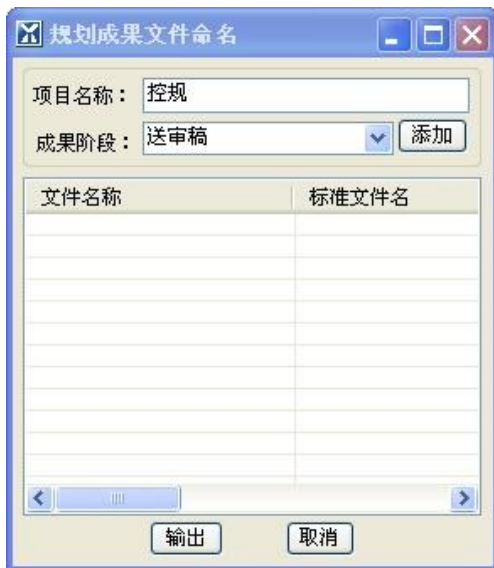 规划成果文件命名
项目名称： 控规
成果阶段： 送审稿 添加
文件名称 标准文件名
输出 取消